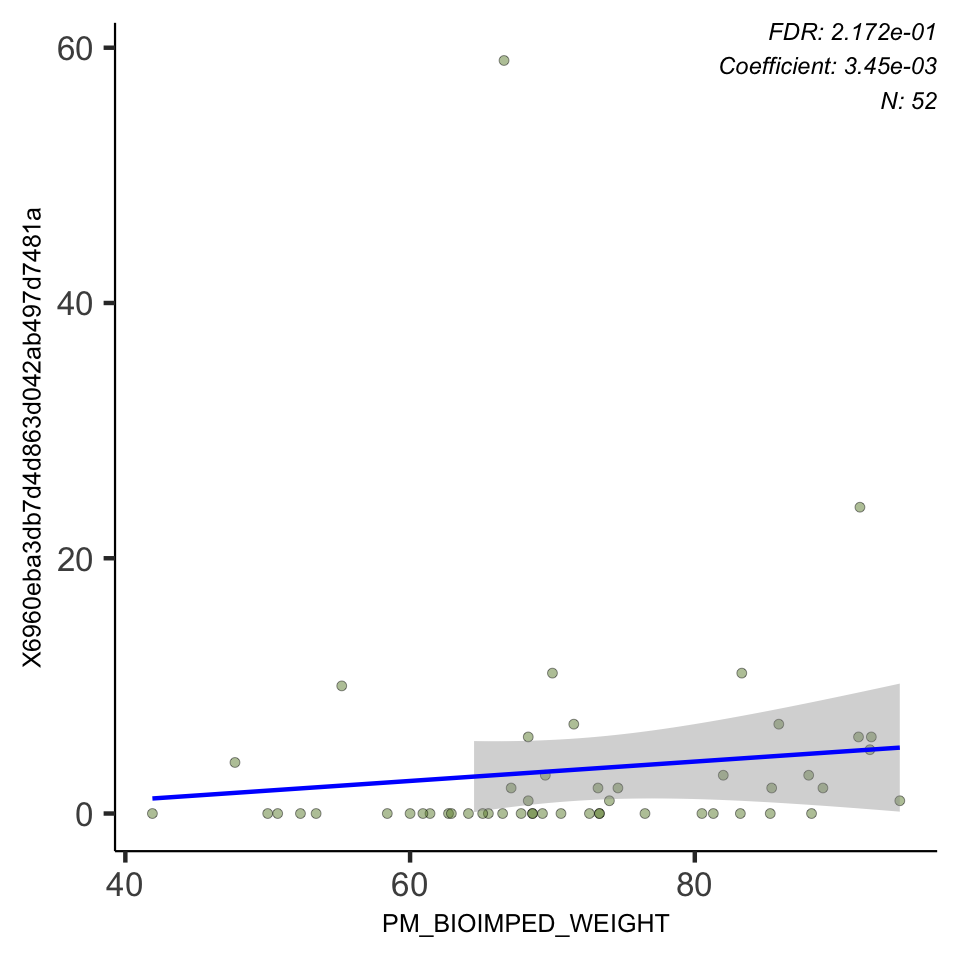 FDR: 2.172e-01
Coefficient: 3.45e-03
N: 52
60
40
20
0
X6960eba3db7d4d863d042ab497d7481a
40 60 80
PM_BIOIMPED_WEIGHT